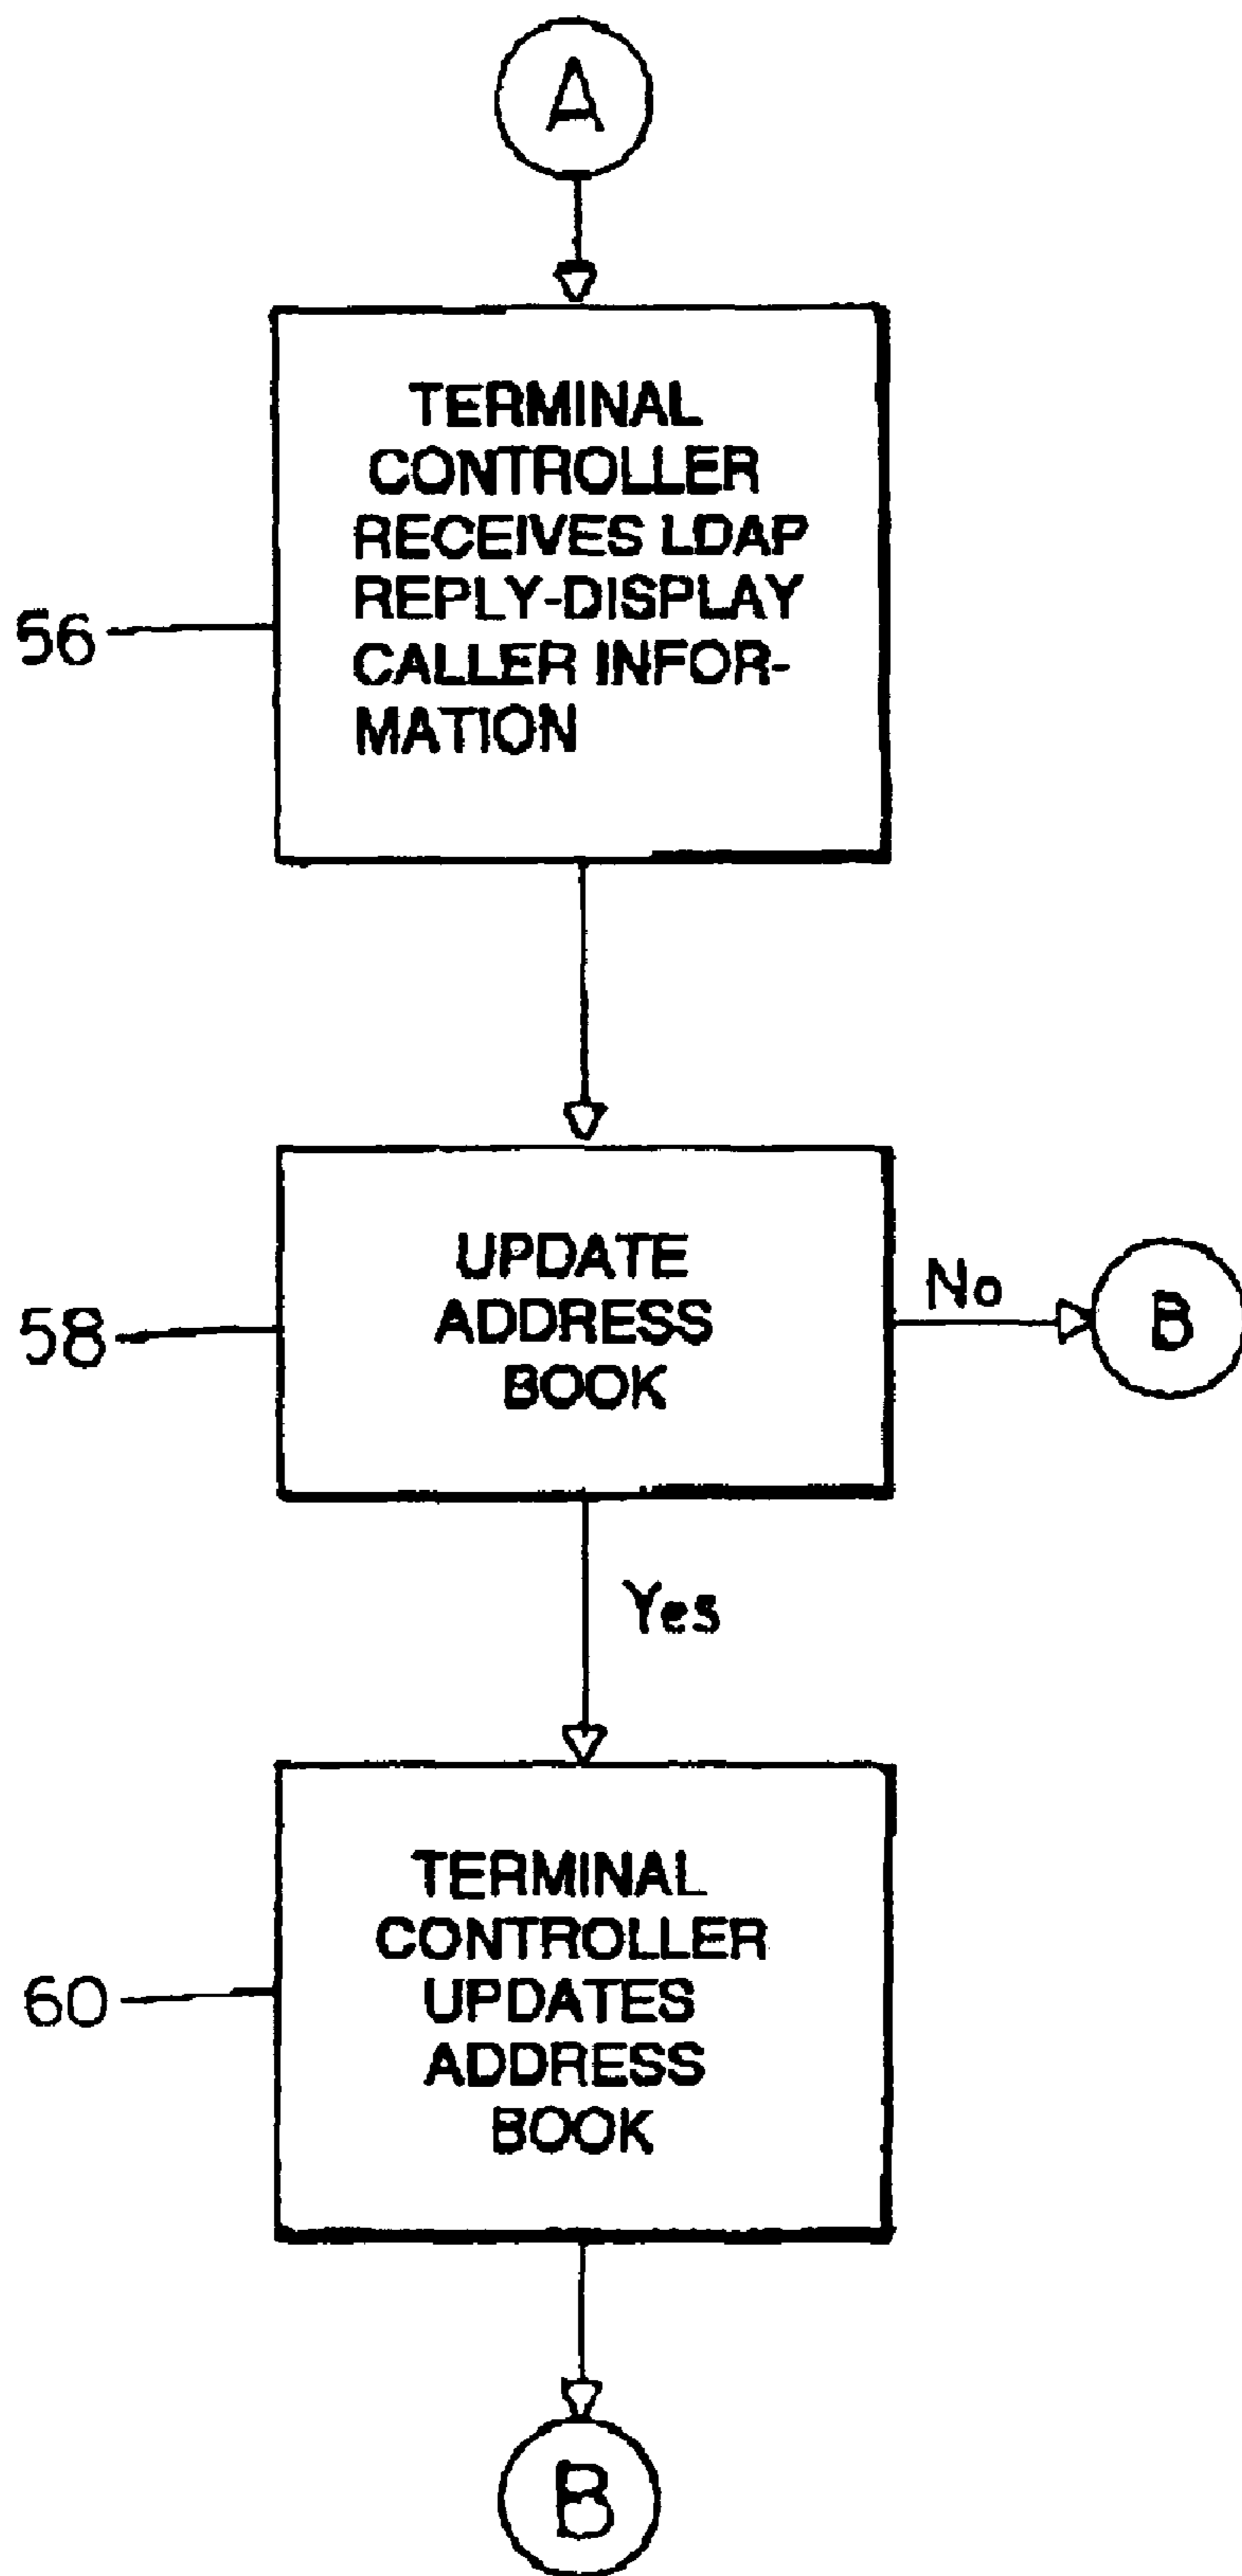 A
TERMINAL
CONTROLLER
RECEIVES LDAP
REPLY-DISPLAY
CALLER INFOR-
MATION
56
UPDATE
ADDRESS
BOOK
58
No
B
Yes
TERMINAL
CONTROLLER
UPDATES
ADDRESS
BOOK
60
B